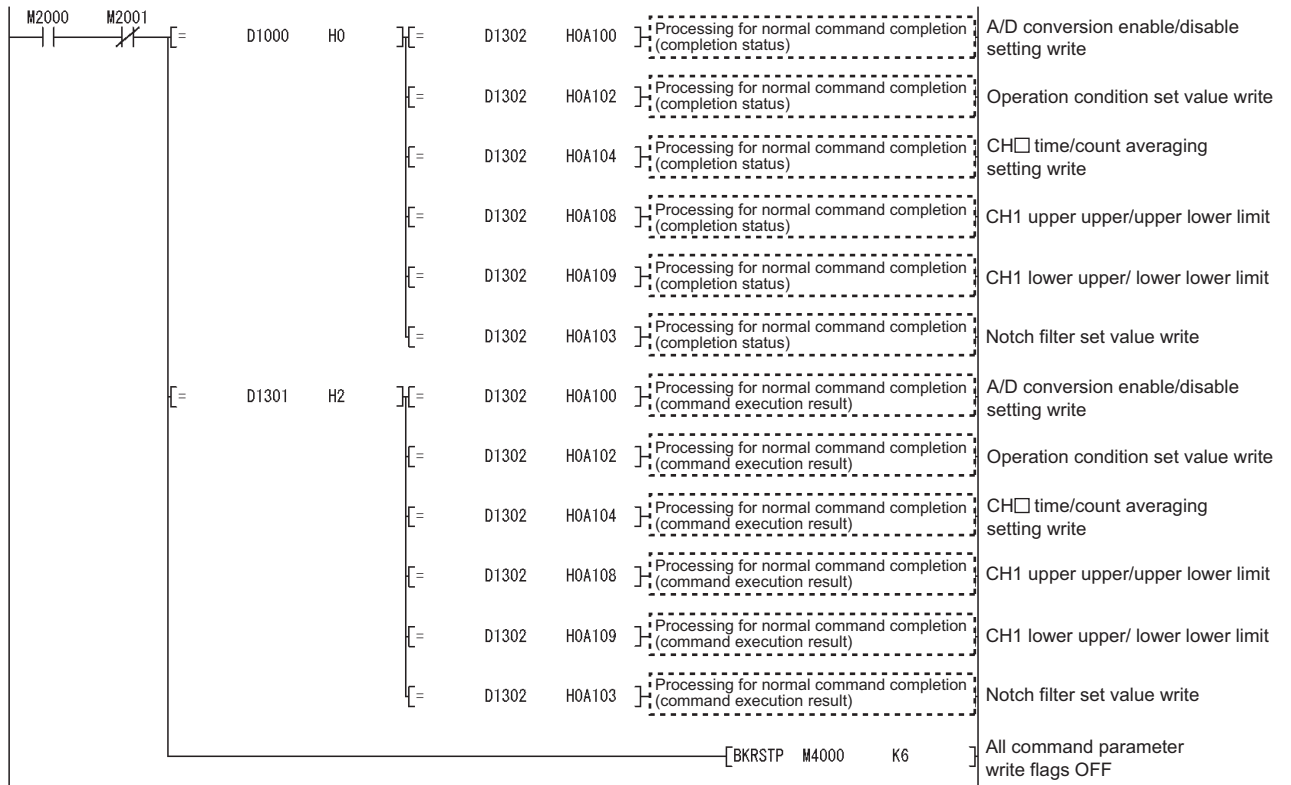 M2000 M2001
= D1000 H0 = D1302 H0A100 Processing for normal command completion A/D conversion enable/disable
(completion status) setting write
= D1302 H0A102 Processing for normal command completion Operation condition set value write
(completion status)
= D1302 H0A104 Processing for normal command completion CH□ time/count averaging
(completion status) setting write
= D1302 H0A108 Processing for normal command completion CH1 upper upper/upper lower limit
(completion status)
= D1302 H0A109 Processing for normal command completion CH1 lower upper/ lower lower limit
(completion status)
= D1302 H0A103 Processing for normal command completion Notch filter set value write
(completion status)
= D1301 H2 = D1302 H0A100 Processing for normal command completion A/D conversion enable/disable
(command execution result) setting write
= D1302 H0A102 Processing for normal command completion Operation condition set value write
(command execution result)
= D1302 H0A104 Processing for normal command completion CH□ time/count averaging
(command execution result) setting write
= D1302 H0A108 Processing for normal command completion CH1 upper upper/upper lower limit
(command execution result)
= D1302 H0A109 Processing for normal command completion CH1 lower upper/ lower lower limit
(command execution result)
= D1302 H0A103 Processing for normal command completion Notch filter set value write
(command execution result)
BKRSTP M4000 K6 All command parameter
write flags OFF